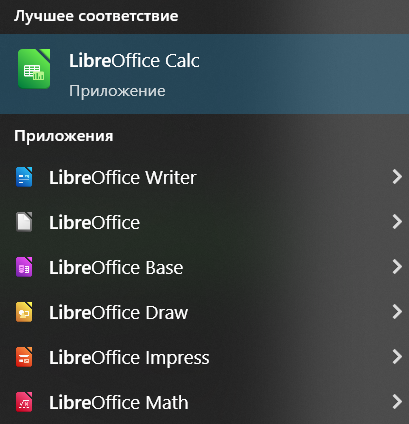 Лучшее соответствие
LibreOffice Calc
Приложение
Приложения
LibreOffice Writer
LibreOffice
LibreOffice Base
LibreOffice Draw
LibreOffice Impress
LibreOffice Math